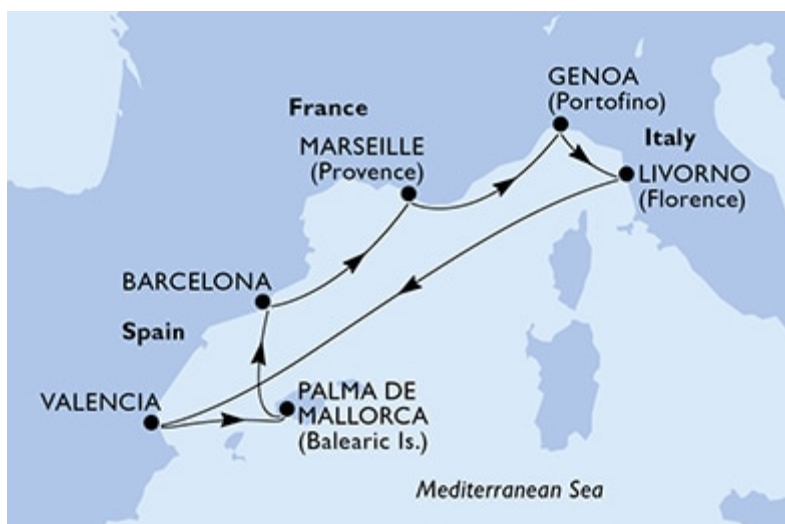 GENOA
(Portofino)
France
MARSEILLE
(Provence)
Italy
LIVORNO
(Florence)
BARCELONA
Spain
VALENCIA
PALMA DE
MALLORCA
(Balearic Is.)
Mediterranean Sea